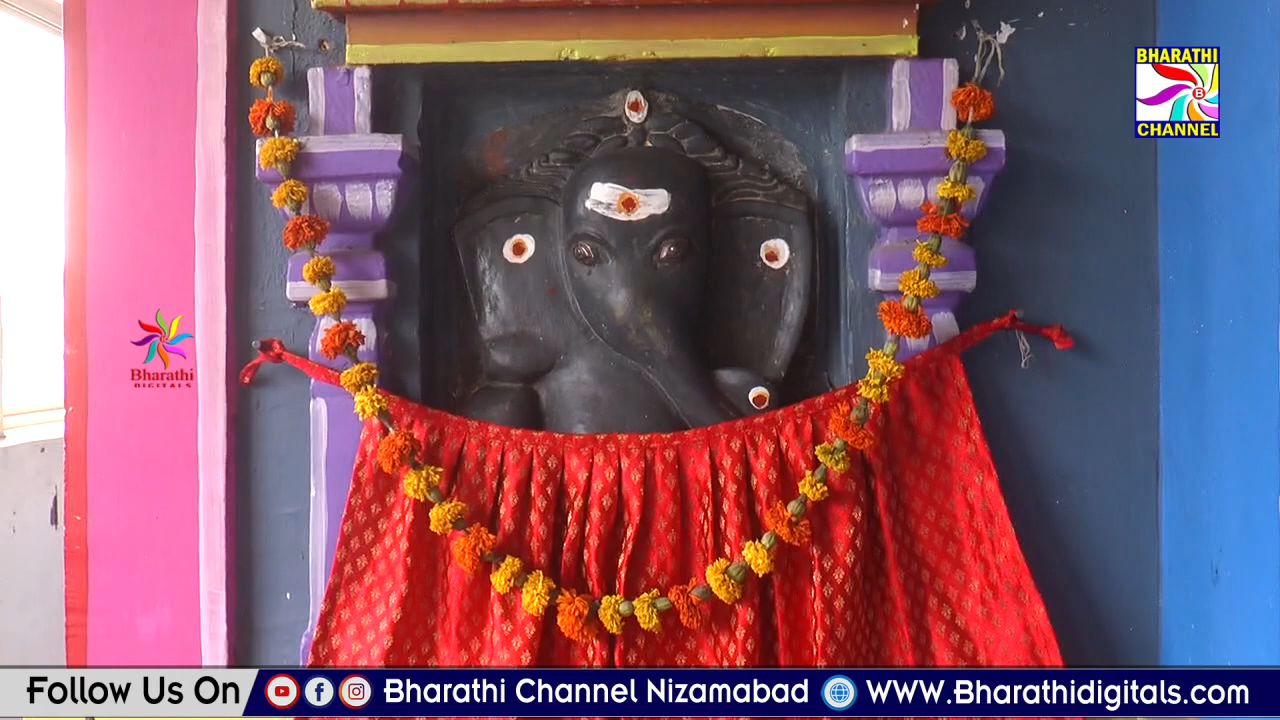 BHARATHI
B
CHANNEL
Bharathi
DIGITALS
Follow Us On
Bharathi Channel Nizamabad
WWW.Bharathidigitals.com